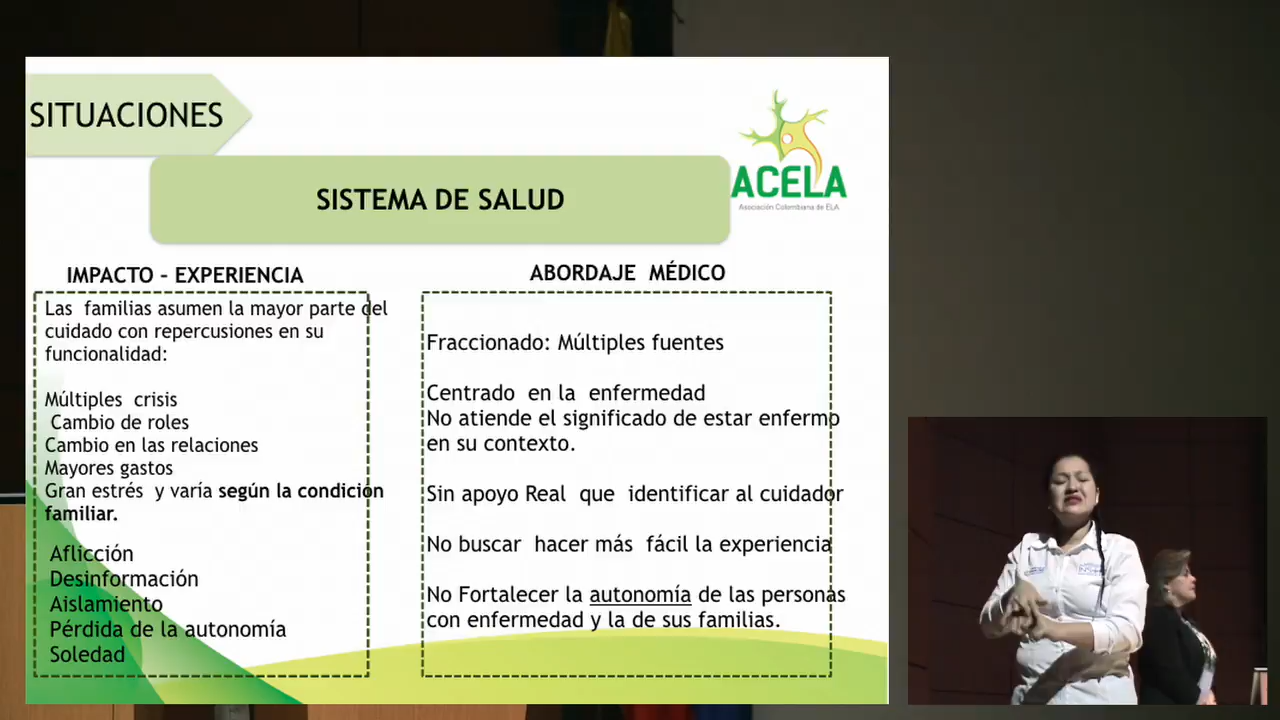 SITUACIONES
SISTEMA DE SALUD
ACELA
Asociación Colombiana de ELA
IMPACTO - EXPERIENCIA
Las familias asumen la mayor parte del
cuidado con repercusiones en su
funcionalidad:
Múltiples crisis
Cambio de roles
Cambio en las relaciones
Mayores gastos
Gran estrés y varía según la condición
familiar.
Aflicción
Desinformación
Aislamiento
Pérdida de la autonomía
Soledad
ABORDAJE MÉDICO
Fraccionado: Múltiples fuentes
Centrado en la enfermedad
No atiende el significado de estar enfermo
en su contexto.
Sin apoyo Real que identificar al cuidador
No buscar hacer más fácil la experiencia
No Fortalecer la autonomía de las personas
con enfermedad y la de sus familias.